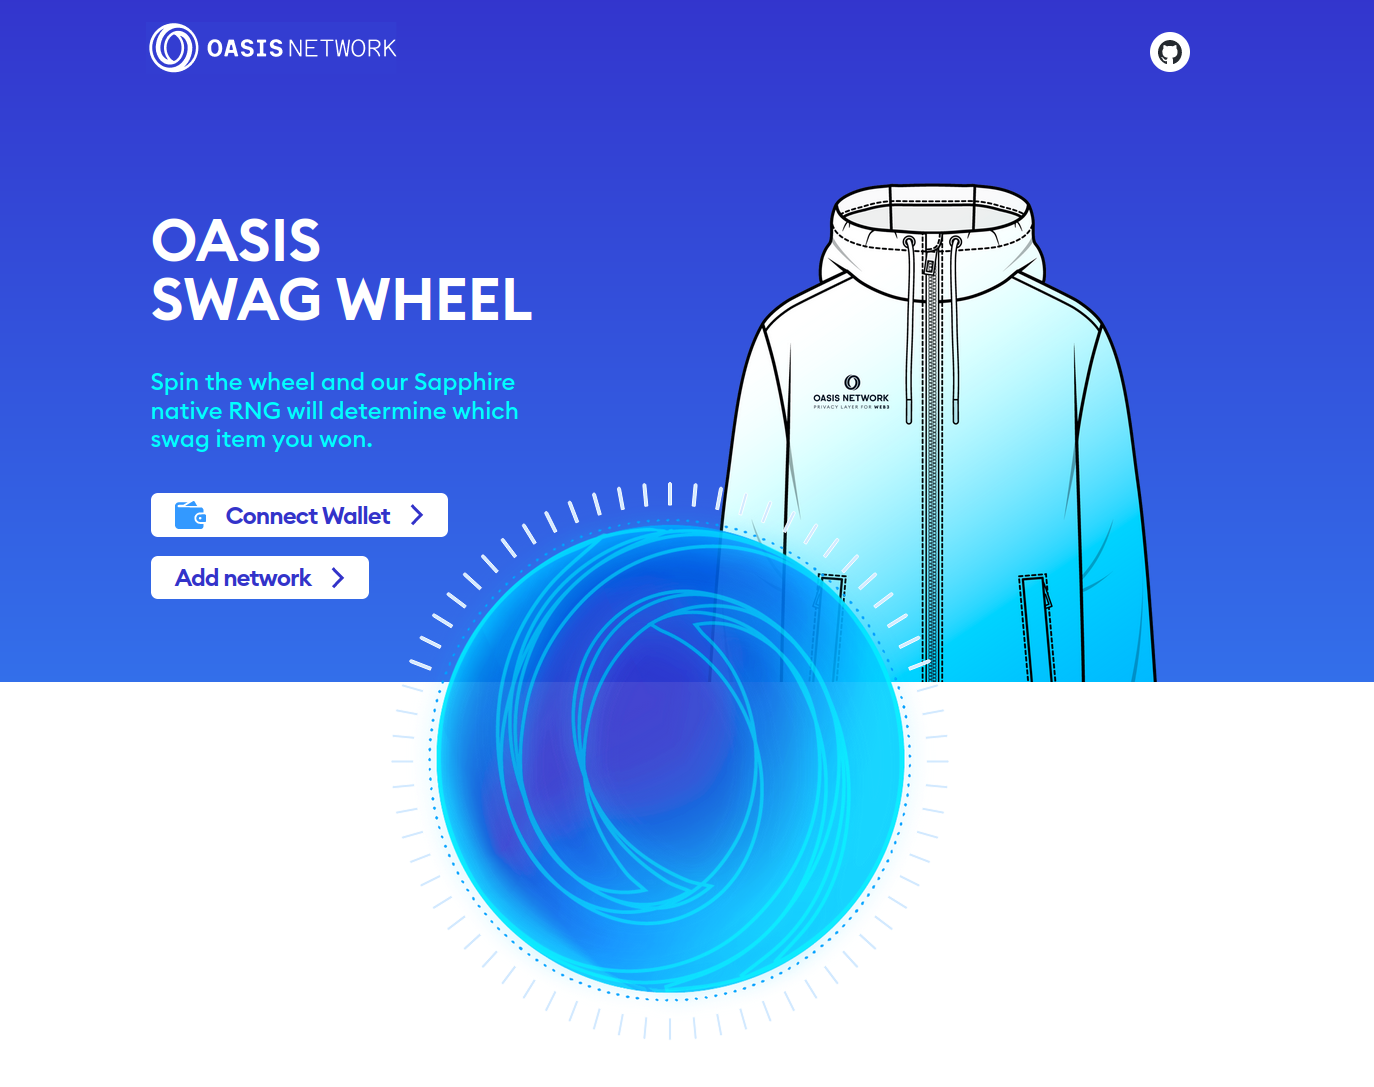 OASIS NETWORK
OASIS
SWAG WHEEL
Spin the wheel and our Sapphire
native RNG will determine which
swag item you won.
Connect Wallet
Add network
OASIS NETWORK
PRIVACY LAYER FOR WEB3